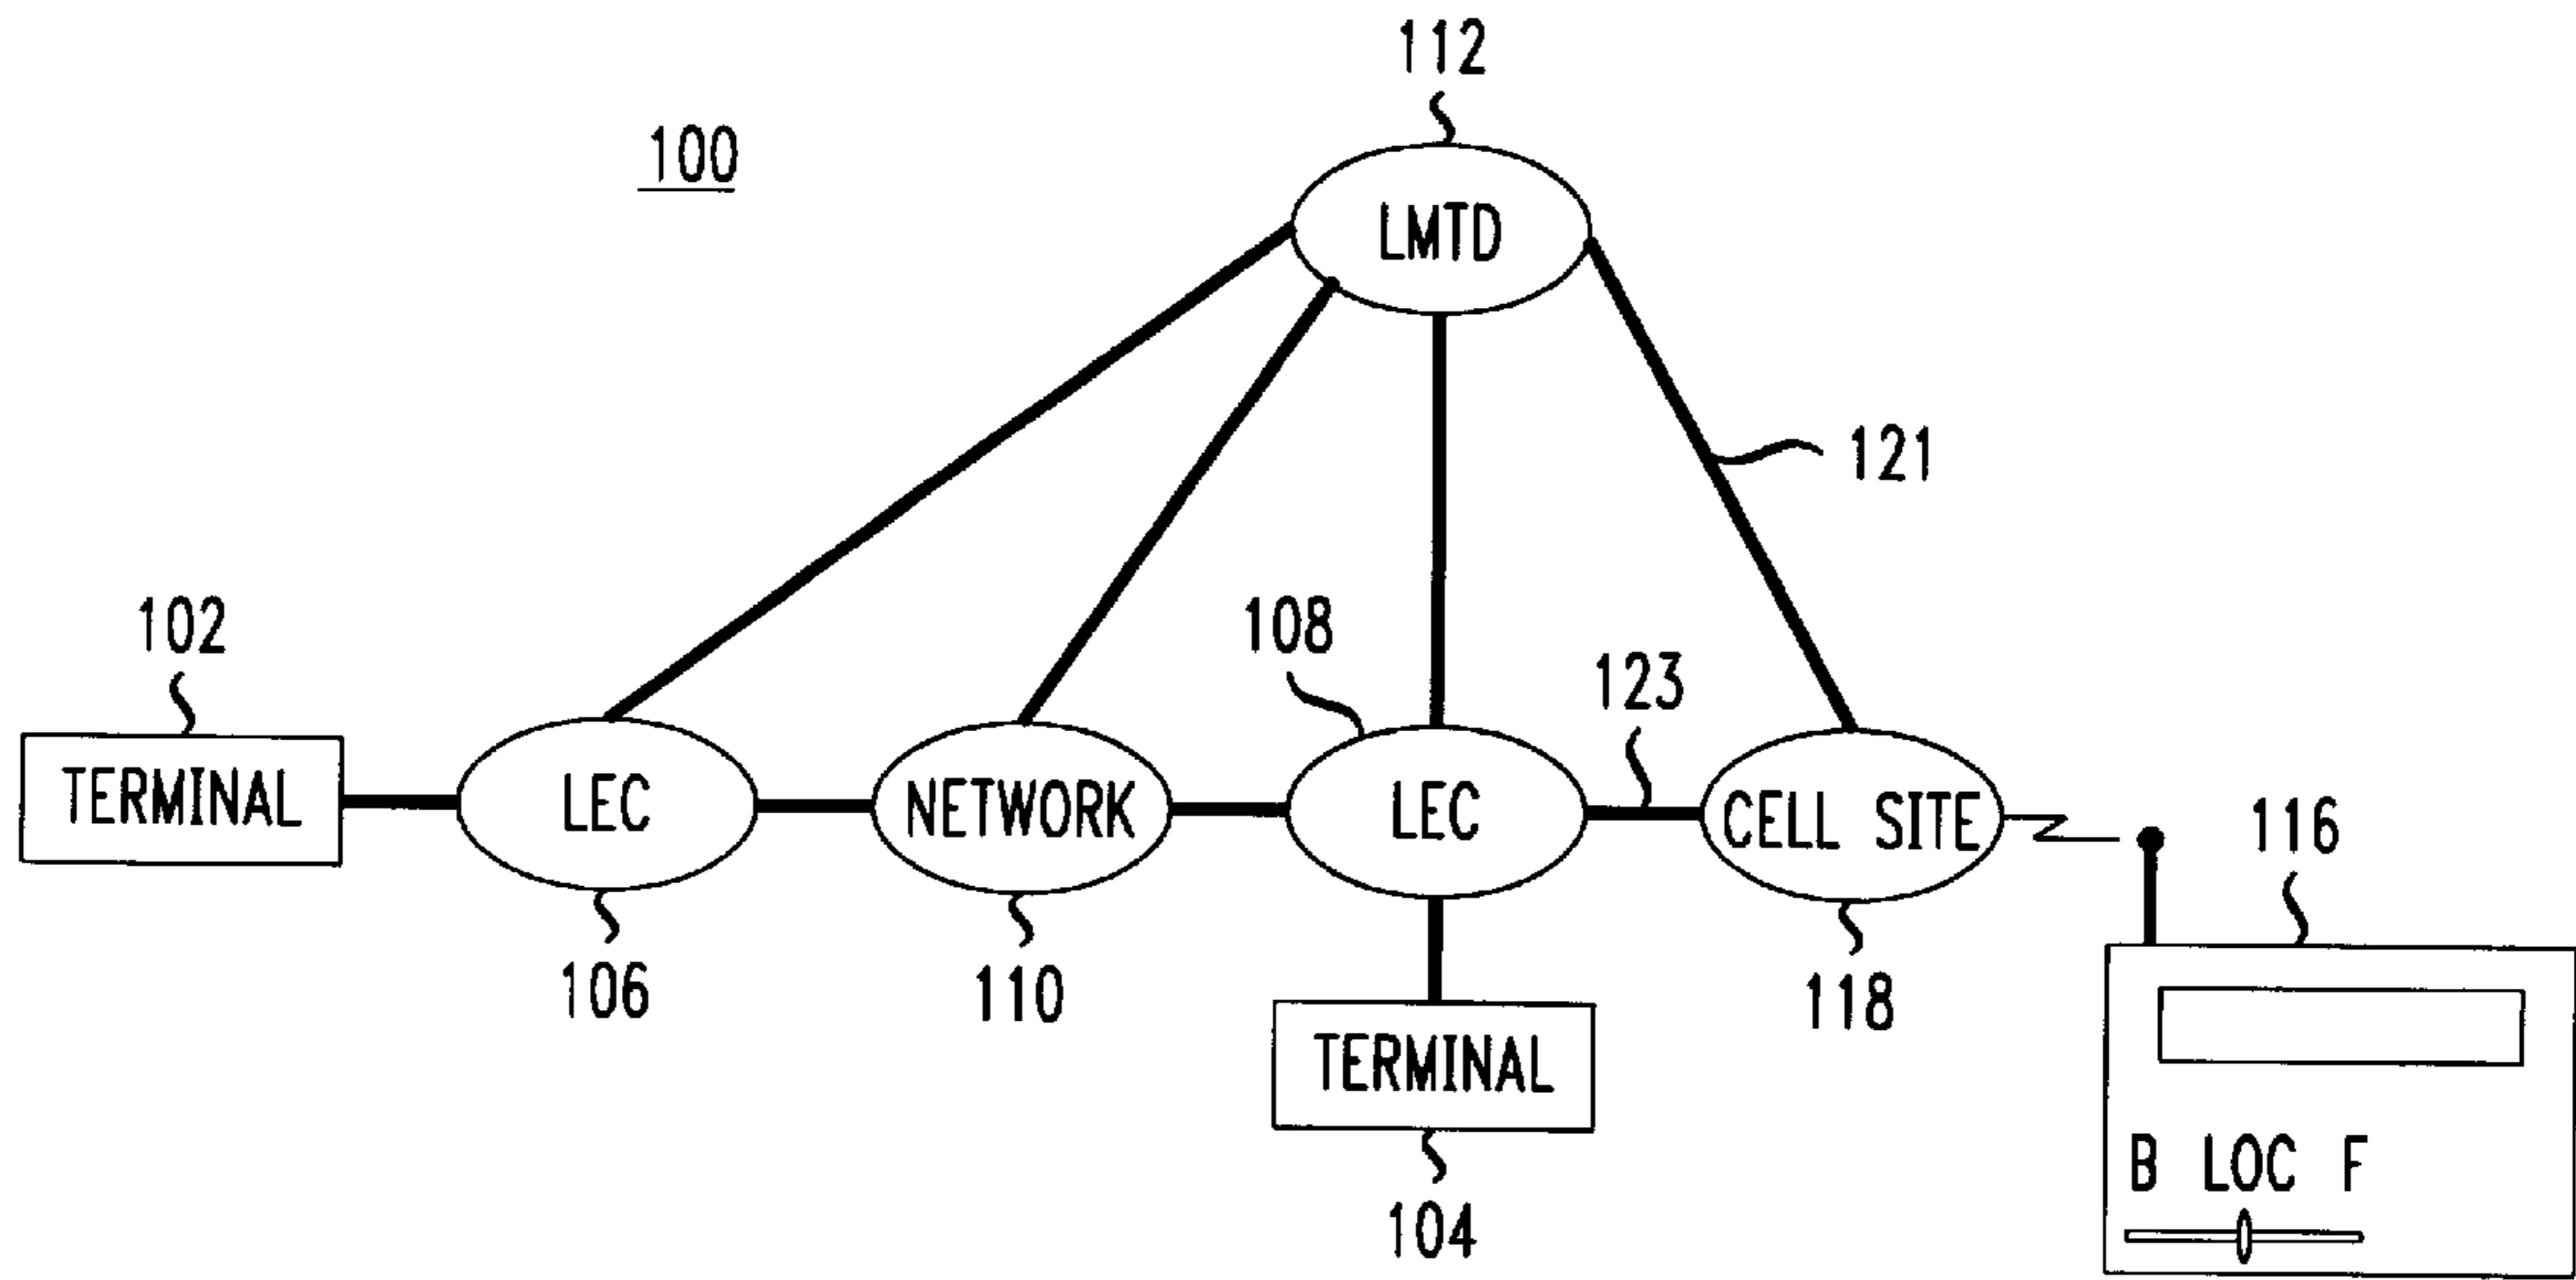 112
100
LMTD
121
102
108
123
TERMINAL
LEC
NETWORK
LEC
CELL SITE
116
106
110
118
TERMINAL
B LOC F
104